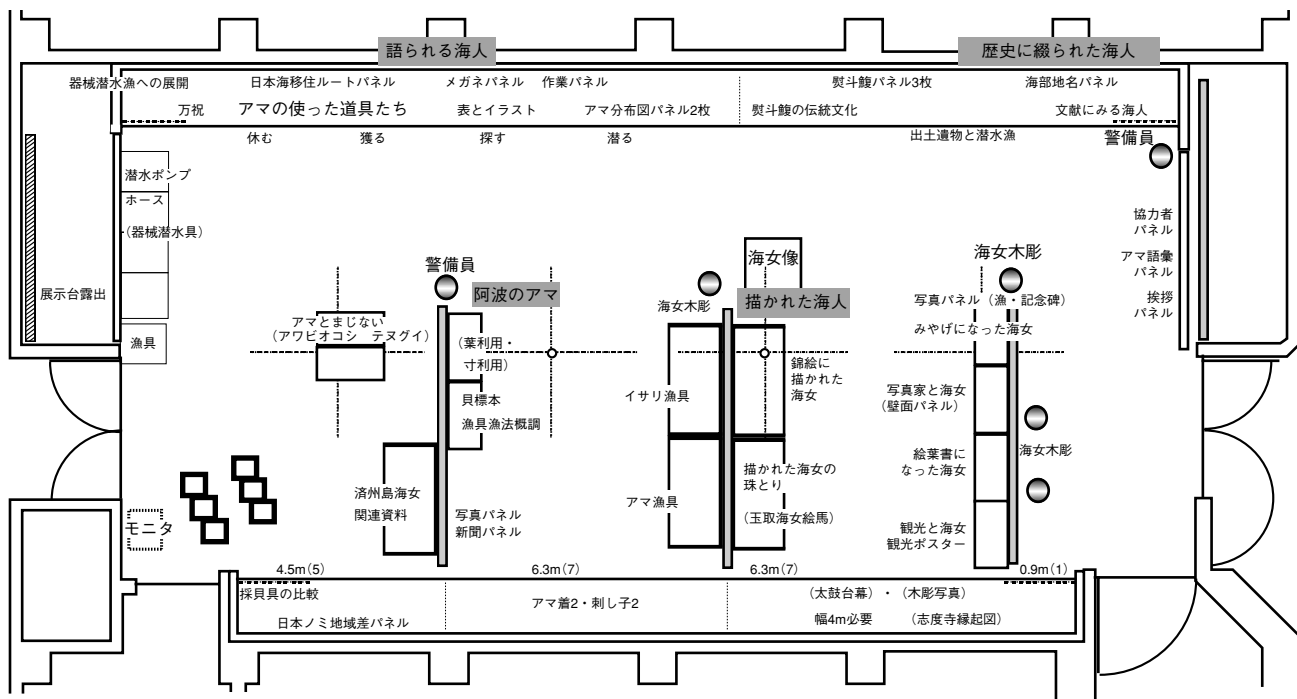 語られる海人
歴史に綴られた海人
器械潜水漁への展開
日本海移住ルートパネル
メガネパネル
作業パネル
熨斗鰒パネル3枚
海部地名パネル
万祝
アマの使った道具たち
表とイラスト
アマ分布図パネル2枚
熨斗鰒の伝統文化
文献にみる海人
休む
獲る
探す
潜る
出土遺物と潜水漁
警備員
潜水ポンプ
ホース
(器械潜水具)
展示台露出
漁具
協力者
パネル
アマ語彙
パネル
挨拶
パネル
警備員
阿波のアマ
海女木彫
海女像
描かれた海人
海女木彫
アマとまじない
(アワビオコシ テヌグイ)
(葉利用・
寸利用)
貝標本
漁具漁法概調
イサリ漁具
錦絵に
描かれた
海女
写真パネル(漁・記念碑)
みやげになった海女
写真家と海女
(壁面パネル)
海女木彫
絵葉書に
なった海女
済州島海女
関連資料
写真パネル
新聞パネル
アマ漁具
描かれた海女の
珠とり
(玉取海女絵馬)
観光と海女
観光ポスター
モニタ
4.5m(5)
6.3m(7)
6.3m(7)
0.9m(1)
採貝具の比較
日本ノミ地域差パネル
アマ着2・刺し子2
(太鼓台幕)・(木彫写真)
幅4m必要
(志度寺縁起図)